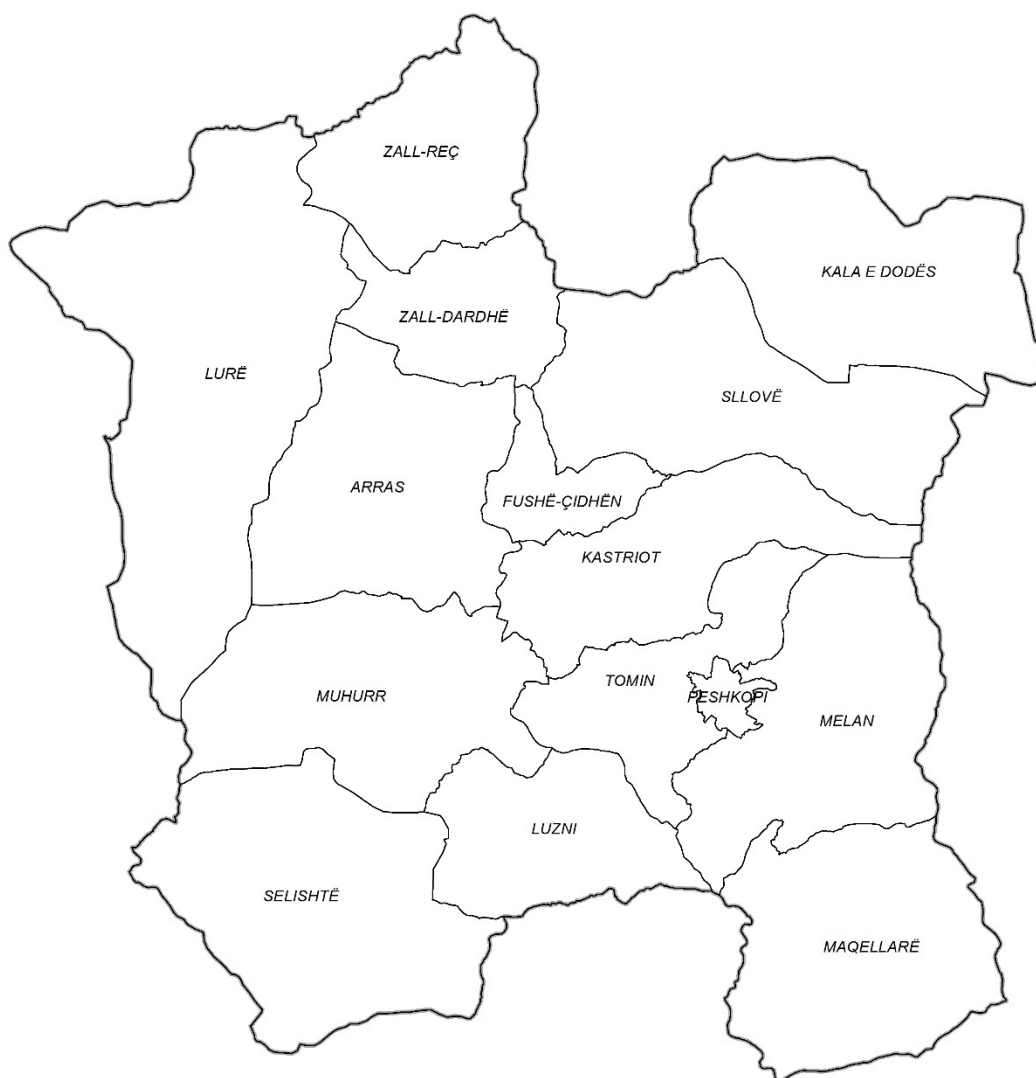 ZALL-REÇ
KALA E DODËS
ZALL-DARDHË
LURË
SLLOVË
ARRAS
FUSHË-ÇIDHËN
KASTRIOT
TOMIN
MUHURR
PESHKOPI
MELAN
LUZNI
SELISHTË
MAQELLARË